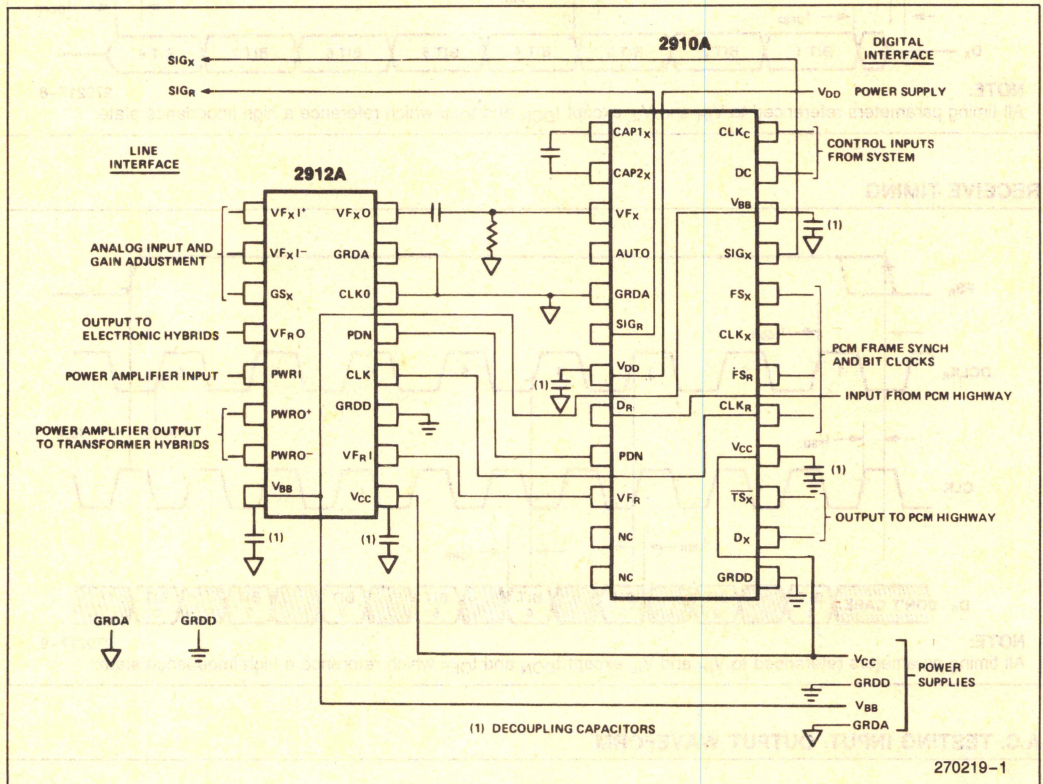 2910A
DIGITAL
INTERFACE
SIGX
SIGR
VDD POWER SUPPLY
LINE
INTERFACE
2912A
CAP1X
CAP2X
VFX
AUTO
GRDA
SIGR
VDD
DR
PDN
VFR
NC
NC
CLKC
DC
VBB
SIGX
FSX
CLKX
FSR
CLKR
VCC
TSX
DX
GRDD
CONTROL INPUTS
FROM SYSTEM
(1)
PCM FRAME SYNCH
AND BIT CLOCKS
INPUT FROM PCM HIGHWAY
(1)
OUTPUT TO PCM HIGHWAY
(1)
ANALOG INPUT AND
GAIN ADJUSTMENT
OUTPUT TO
ELECTRONIC HYBRIDS
POWER AMPLIFIER INPUT
POWER AMPLIFIER OUTPUT
TO TRANSFORMER HYBRIDS
VFXI+
VFXI−
GSX
VFRO
PWRI
PWRO+
PWRO−
VBB
VFXO
GRDA
CLK0
PDN
CLK
GRDD
VFRI
VCC
(1)
(1)
GRDA
GRDD
VCC
GRDD
VBB
GRDA
POWER
SUPPLIES
(1) DECOUPLING CAPACITORS
270219–1